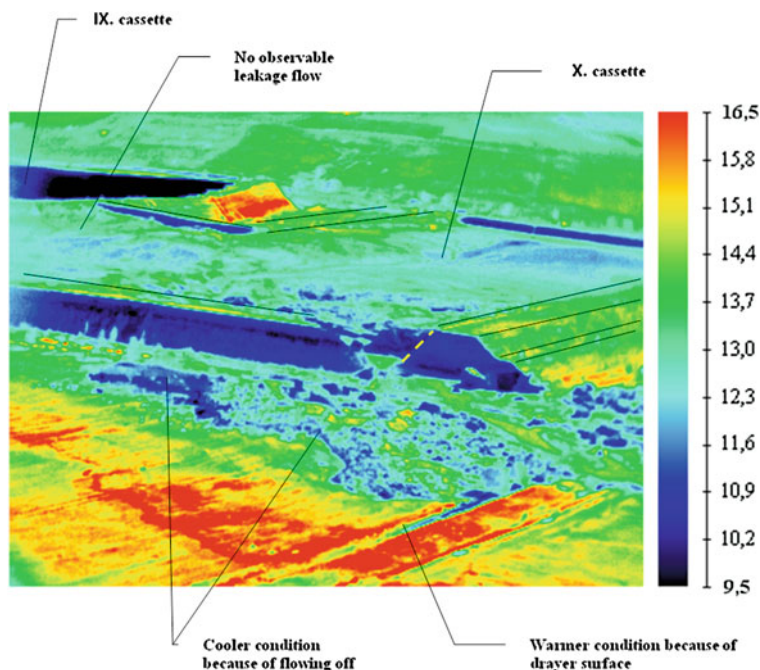 IX. cassette
No observable
leakage flow
X. cassette
16,5
15,8
15,1
14,4
13,7
13,0
12,3
11,6
10,9
10,2
9,5
Cooler condition
because of flowing off
Warmer condition because of
drayer surface